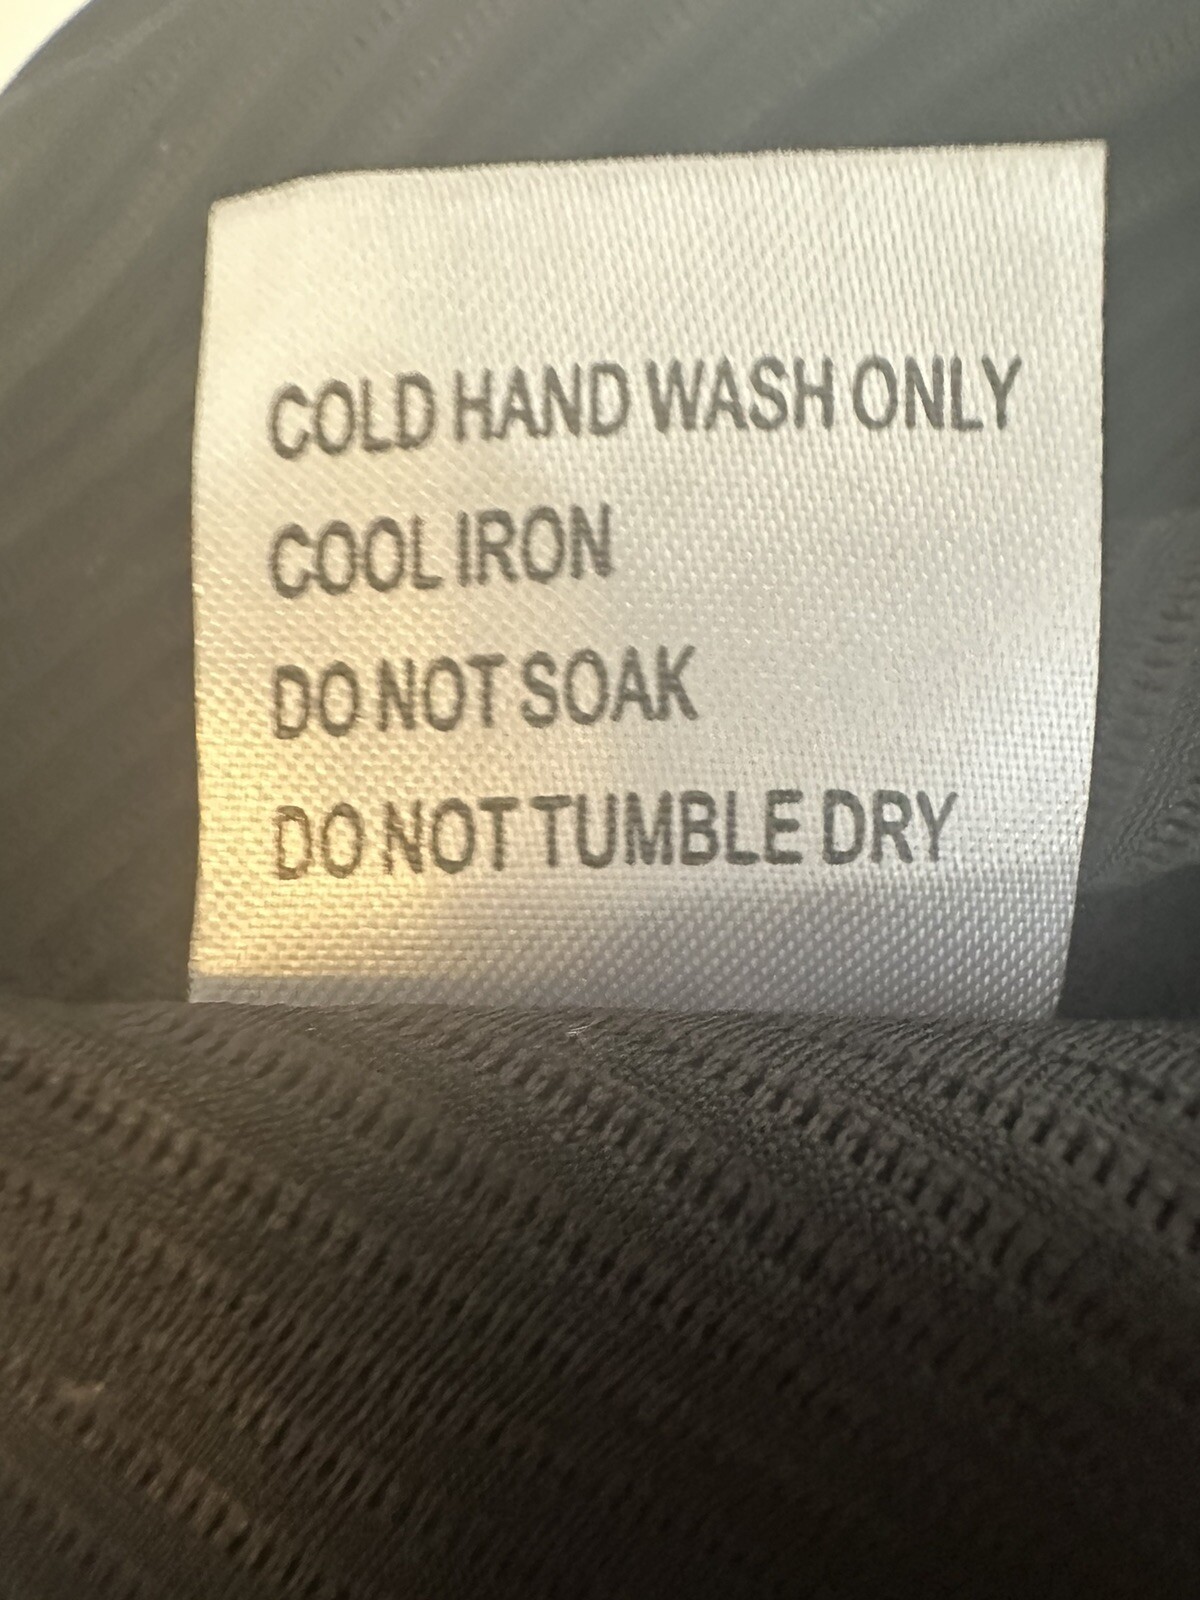 COLD HAND WASH ONLY
COOL IRON
DO NOT SOAK
DO NOT TUMBLE DRY